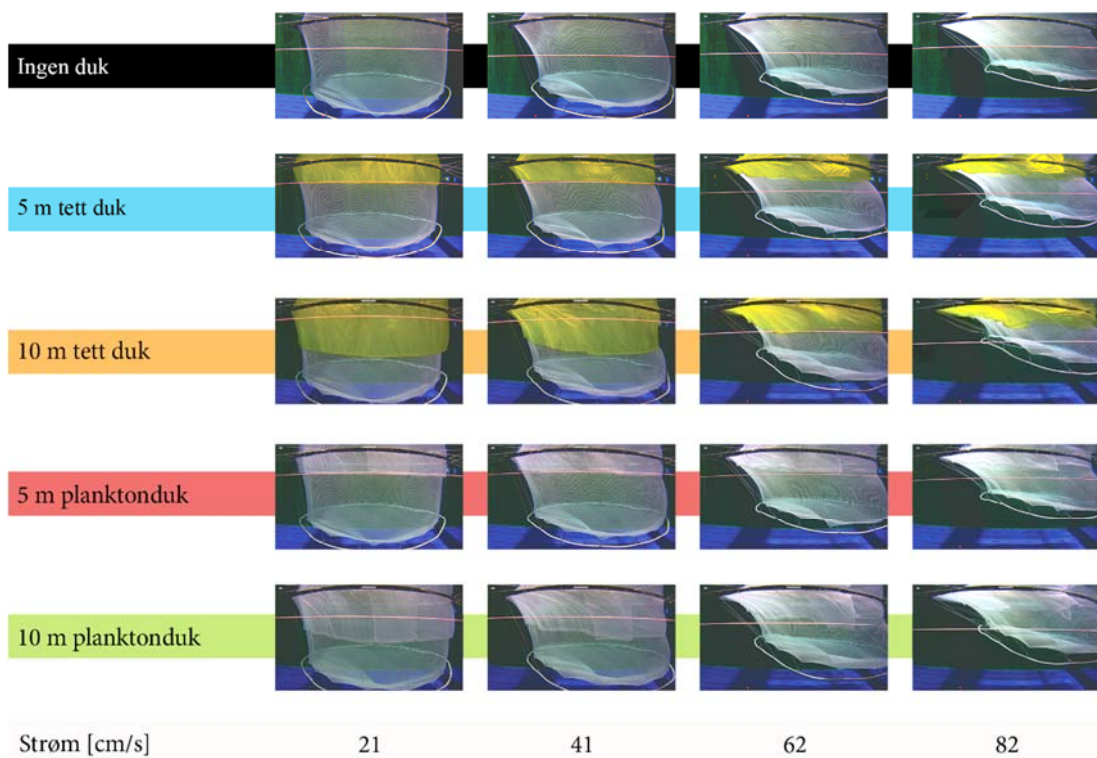 Ingen duk
5 m tett duk
10 m tett duk
5 m planktonduk
10 m planktonduk
Strøm [cm/s] 21 41 62 82